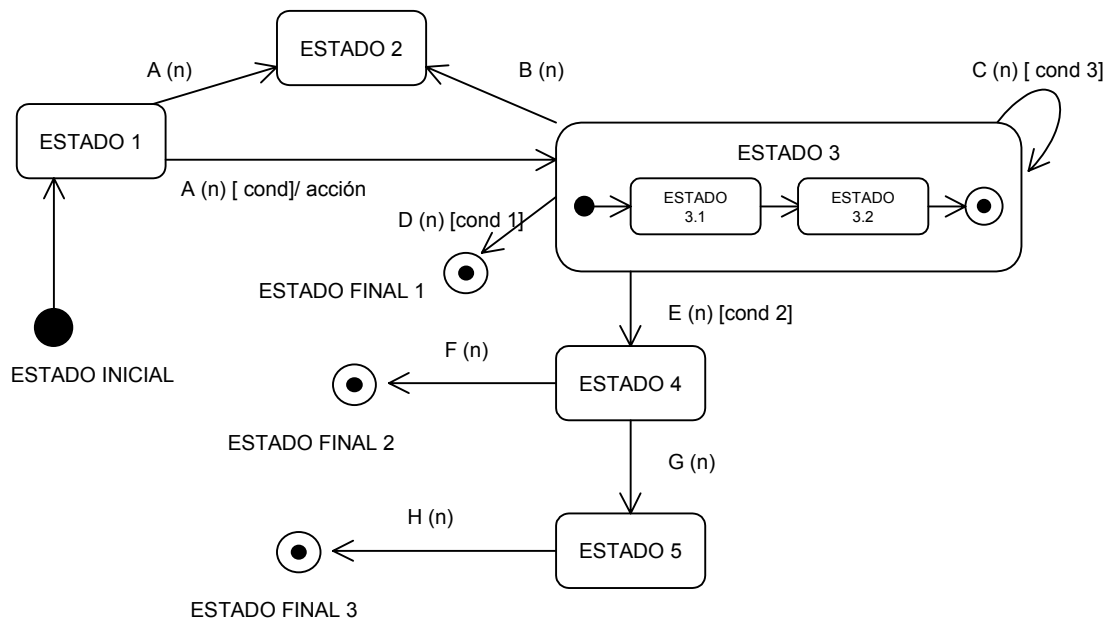 ESTADO 2
A (n)
B (n)
C (n) [ cond 3]
ESTADO 1
ESTADO 3
A (n) [ cond]/ acción
ESTADO
3.1
ESTADO
3.2
D (n) [cond 1]
ESTADO FINAL 1
E (n) [cond 2]
ESTADO INICIAL
F (n)
ESTADO 4
ESTADO FINAL 2
G (n)
H (n)
ESTADO 5
ESTADO FINAL 3